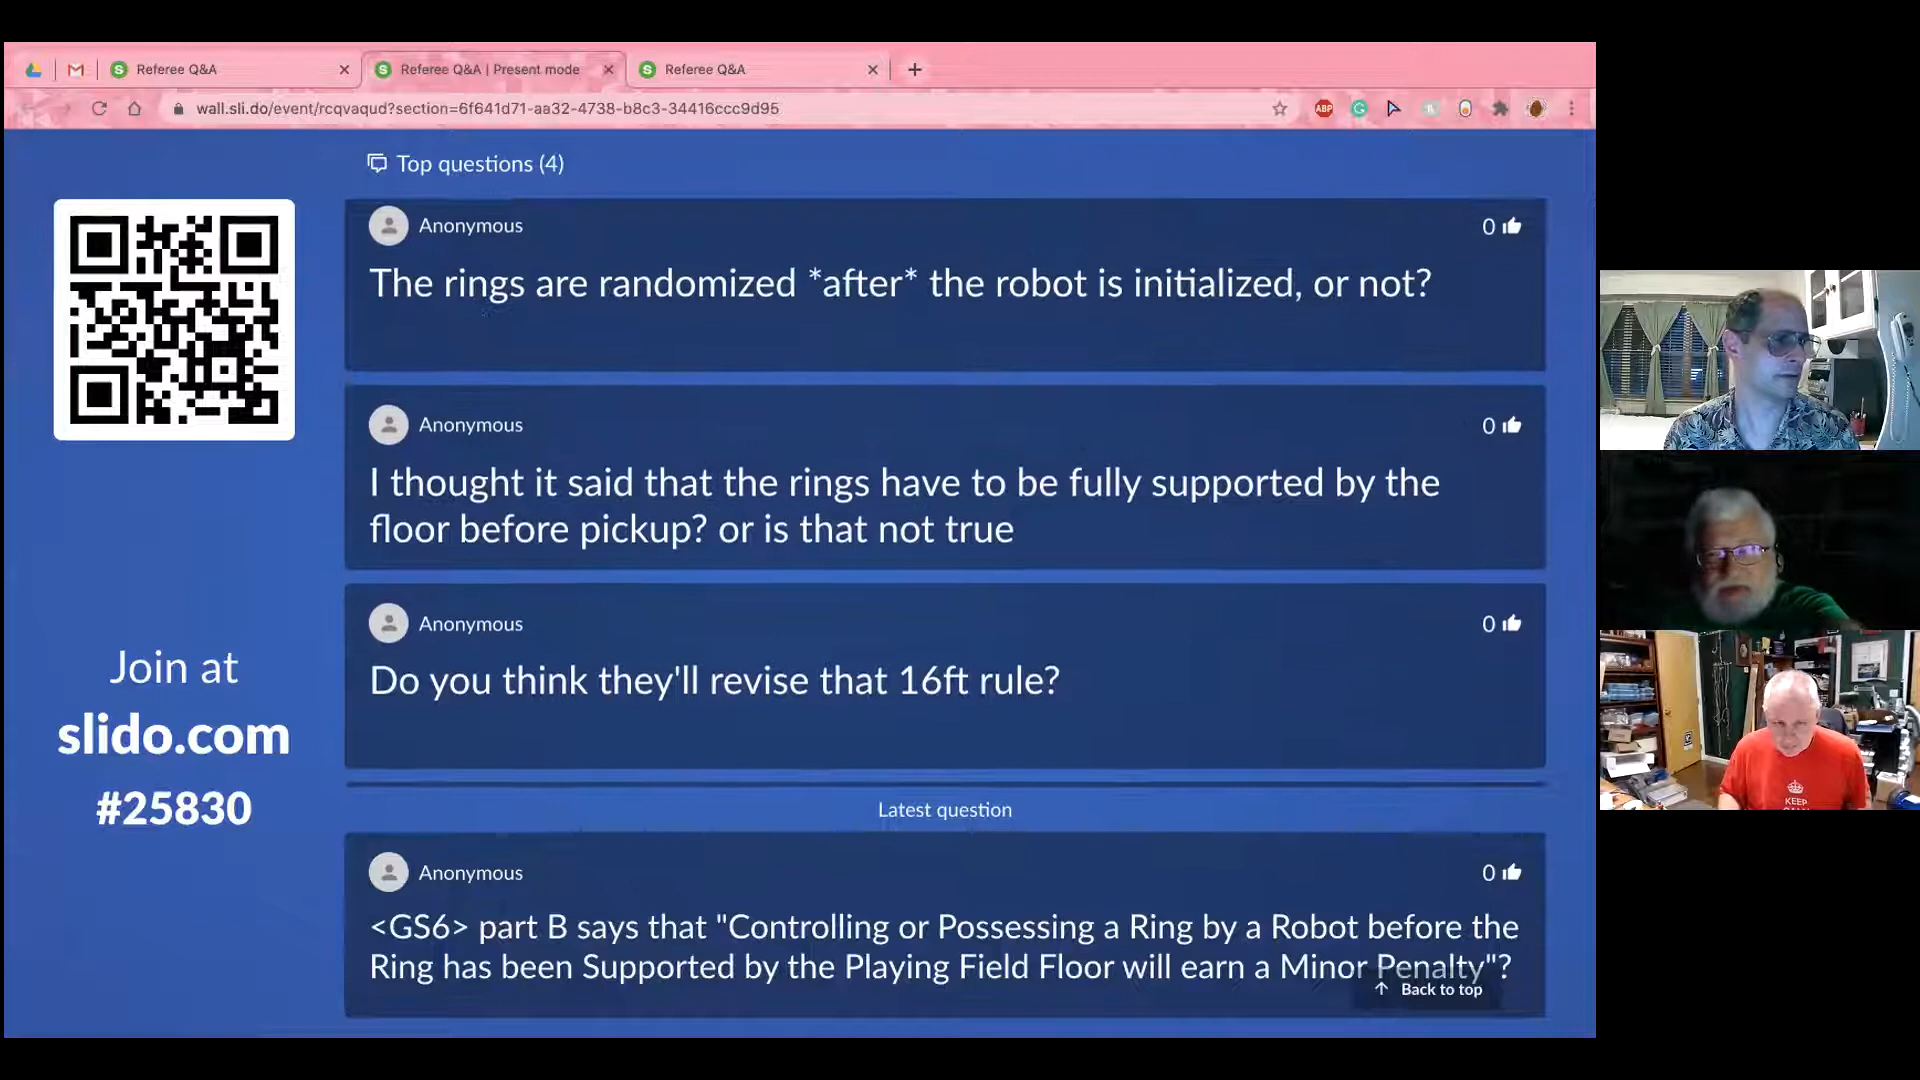 Referee Q&A
Referee Q&A | Present mode
Referee Q&A
wall.sli.do/event/rcqvaqud?section=6f641d71-aa32-4738-b8c3-34416ccc9d95
ABP
Top questions (4)
Anonymous
0
The rings are randomized *after* the robot is initialized, or not?
Anonymous
0
I thought it said that the rings have to be fully supported by the
floor before pickup? or is that not true
Anonymous
0
Do you think they'll revise that 16ft rule?
Join at
slido.com
#25830
Latest question
Anonymous
0
<GS6> part B says that "Controlling or Possessing a Ring by a Robot before the
Ring has been Supported by the Playing Field Floor will earn a Minor Penalty"?
Back to top
KEEP